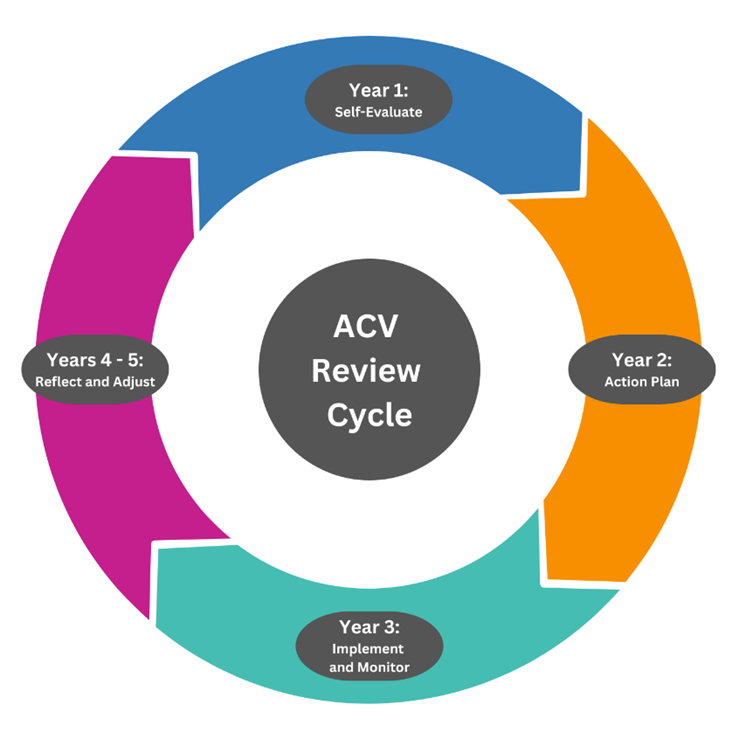 Year 1:
Self-Evaluate
Years 4 - 5:
Reflect and Adjust
ACV
Review
Cycle
Year 2:
Action Plan
Year 3:
Implement
and Monitor